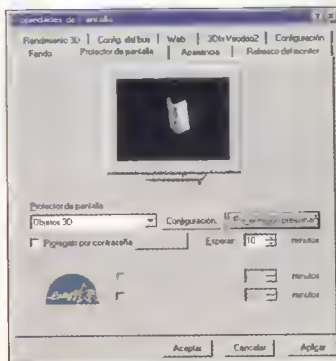 Propiedades de Pantalla
Rendimiento 3D Config. del bus Web 3Dfx Voodoo2 Configuración
Fondo Protector de pantalla Apariencia Refresco del monitor
Protector de pantalla
Objetos 3D Configuración.
Protegido por contraseña Esperar: 10 minutos
minutos
minutos
Aceptar Cancelar Aplicar